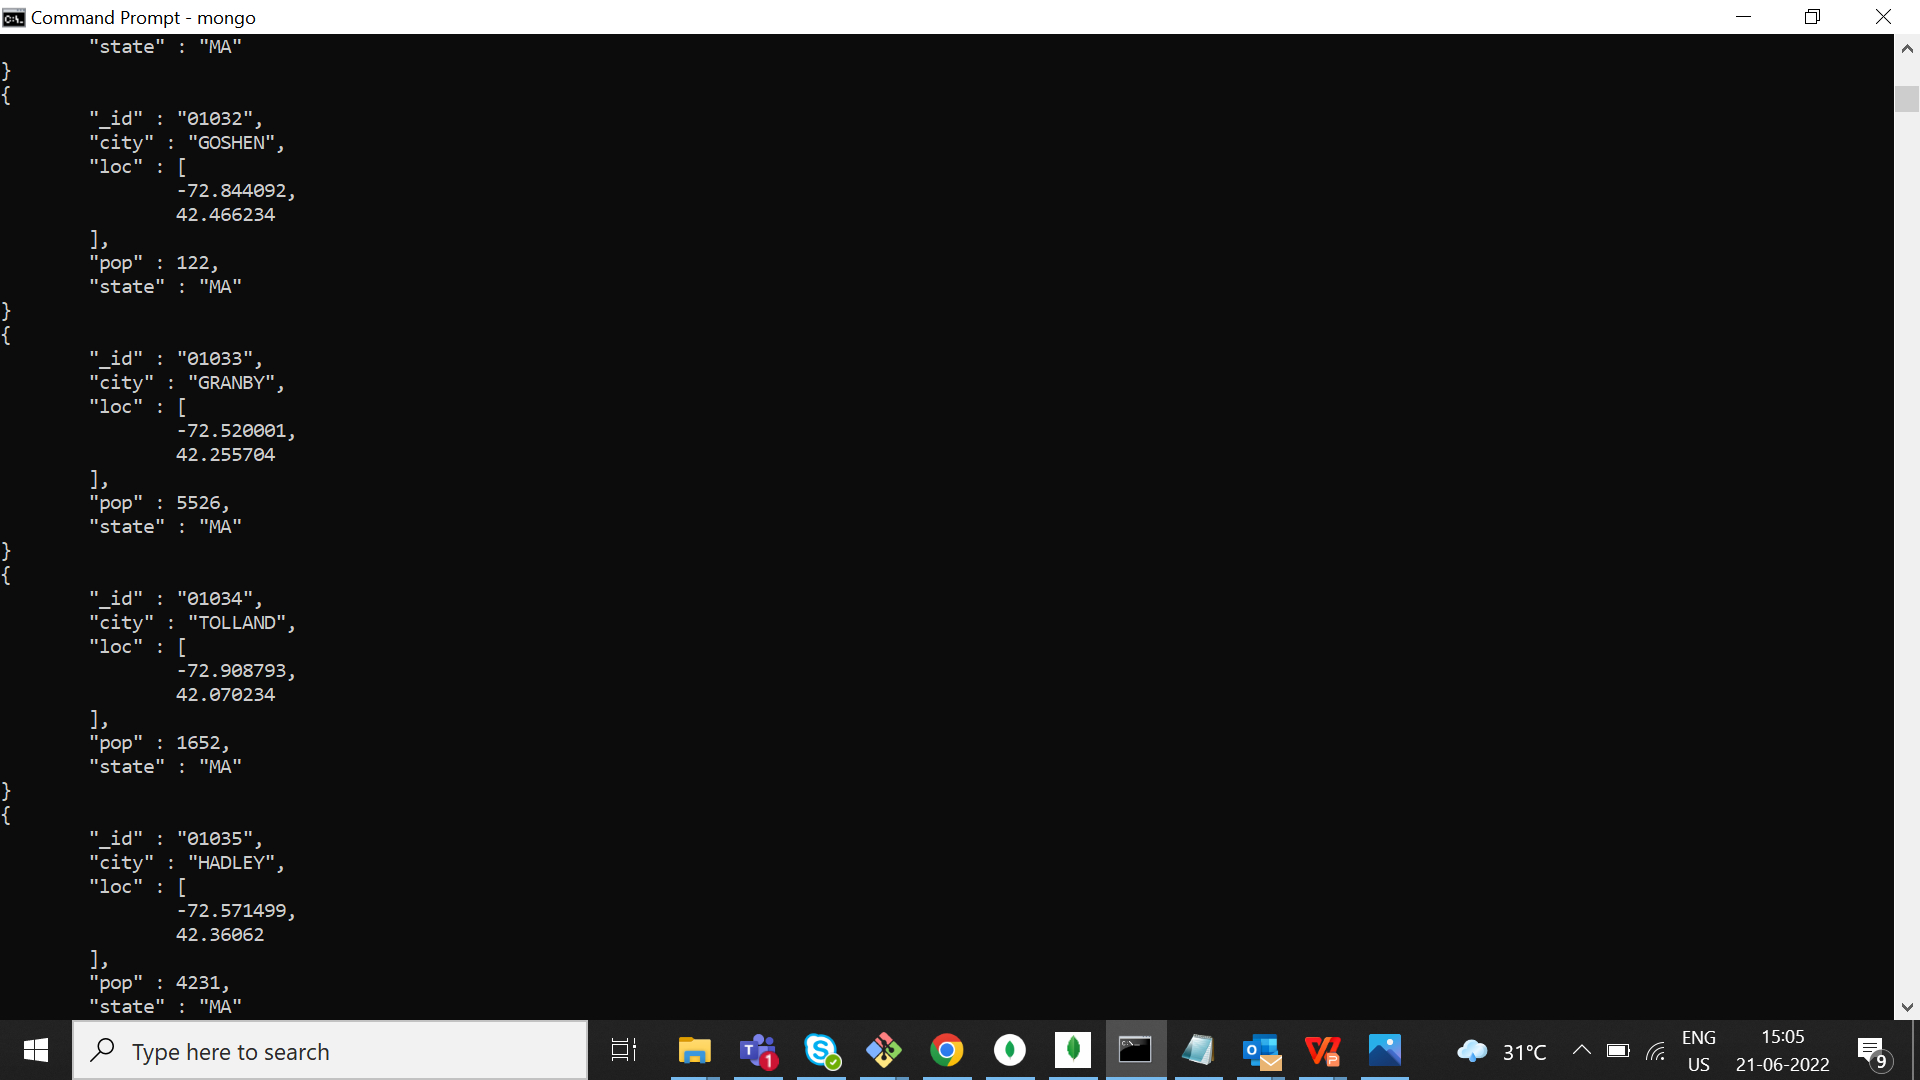 Command Prompt - mongo
"state" : "MA"
}
{
"_id" : "01032",
"city" : "GOSHEN",
"loc" : [
-72.844092,
42.466234
],
"pop" : 122,
"state" : "MA"
}
{
"_id" : "01033",
"city" : "GRANBY",
"loc" : [
-72.520001,
42.255704
],
"pop" : 5526,
"state" : "MA"
}
{
"_id" : "01034",
"city" : "TOLLAND",
"loc" : [
-72.908793,
42.070234
],
"pop" : 1652,
"state" : "MA"
}
{
"_id" : "01035",
"city" : "HADLEY",
"loc" : [
-72.571499,
42.36062
],
"pop" : 4231,
"state" : "MA"
Type here to search
31°C
ENG
US
15:05
21-06-2022
9